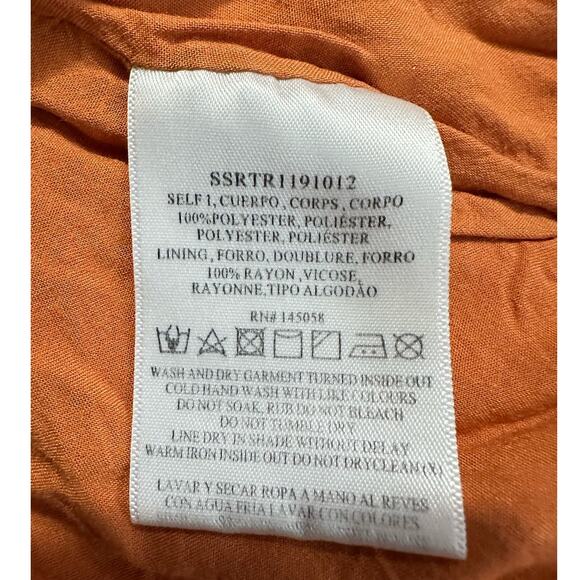 SSRTR1191012
SELF 1, CUERPO, CORPS, CORPO
100%POLYESTER, POLIÉSTER,
POLYESTER, POLIÉSTER
LINING, FORRO, DOUBLURE, FORRO
100% RAYON, VICOSE,
RAYONNE,TIPO ALGODÃO
RN# 145058
WASH AND DRY GARMENT TURNED INSIDE OUT
COLD HAND WASH WITH LIKE COLOURS
DO NOT SOAK, RUB DO NOT BLEACH
DO NOT TUMBLE DRY
LINE DRY IN SHADE WITHOUT DELAY
WARM IRON INSIDE OUT DO NOT DRYCLEAN (X)
LAVAR Y SECAR ROPA A MANO AL REVES
CON AGUA FRIA LAVAR CON COLORES